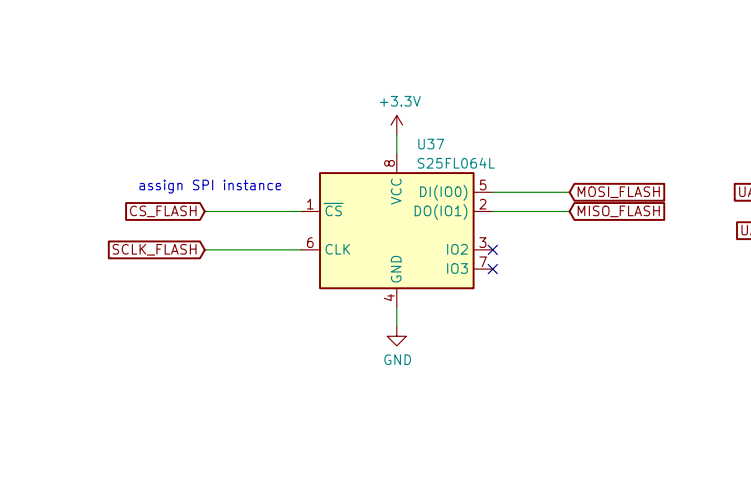 +3.3V
U37
S25FL064L
8
VCC
assign SPI instance
CS_FLASH
1
CS
DI(IO0)
5
MOSI_FLASH
DO(IO1)
2
MISO_FLASH
SCLK_FLASH
6
CLK
IO2
3
IO3
7
GND
4
GND